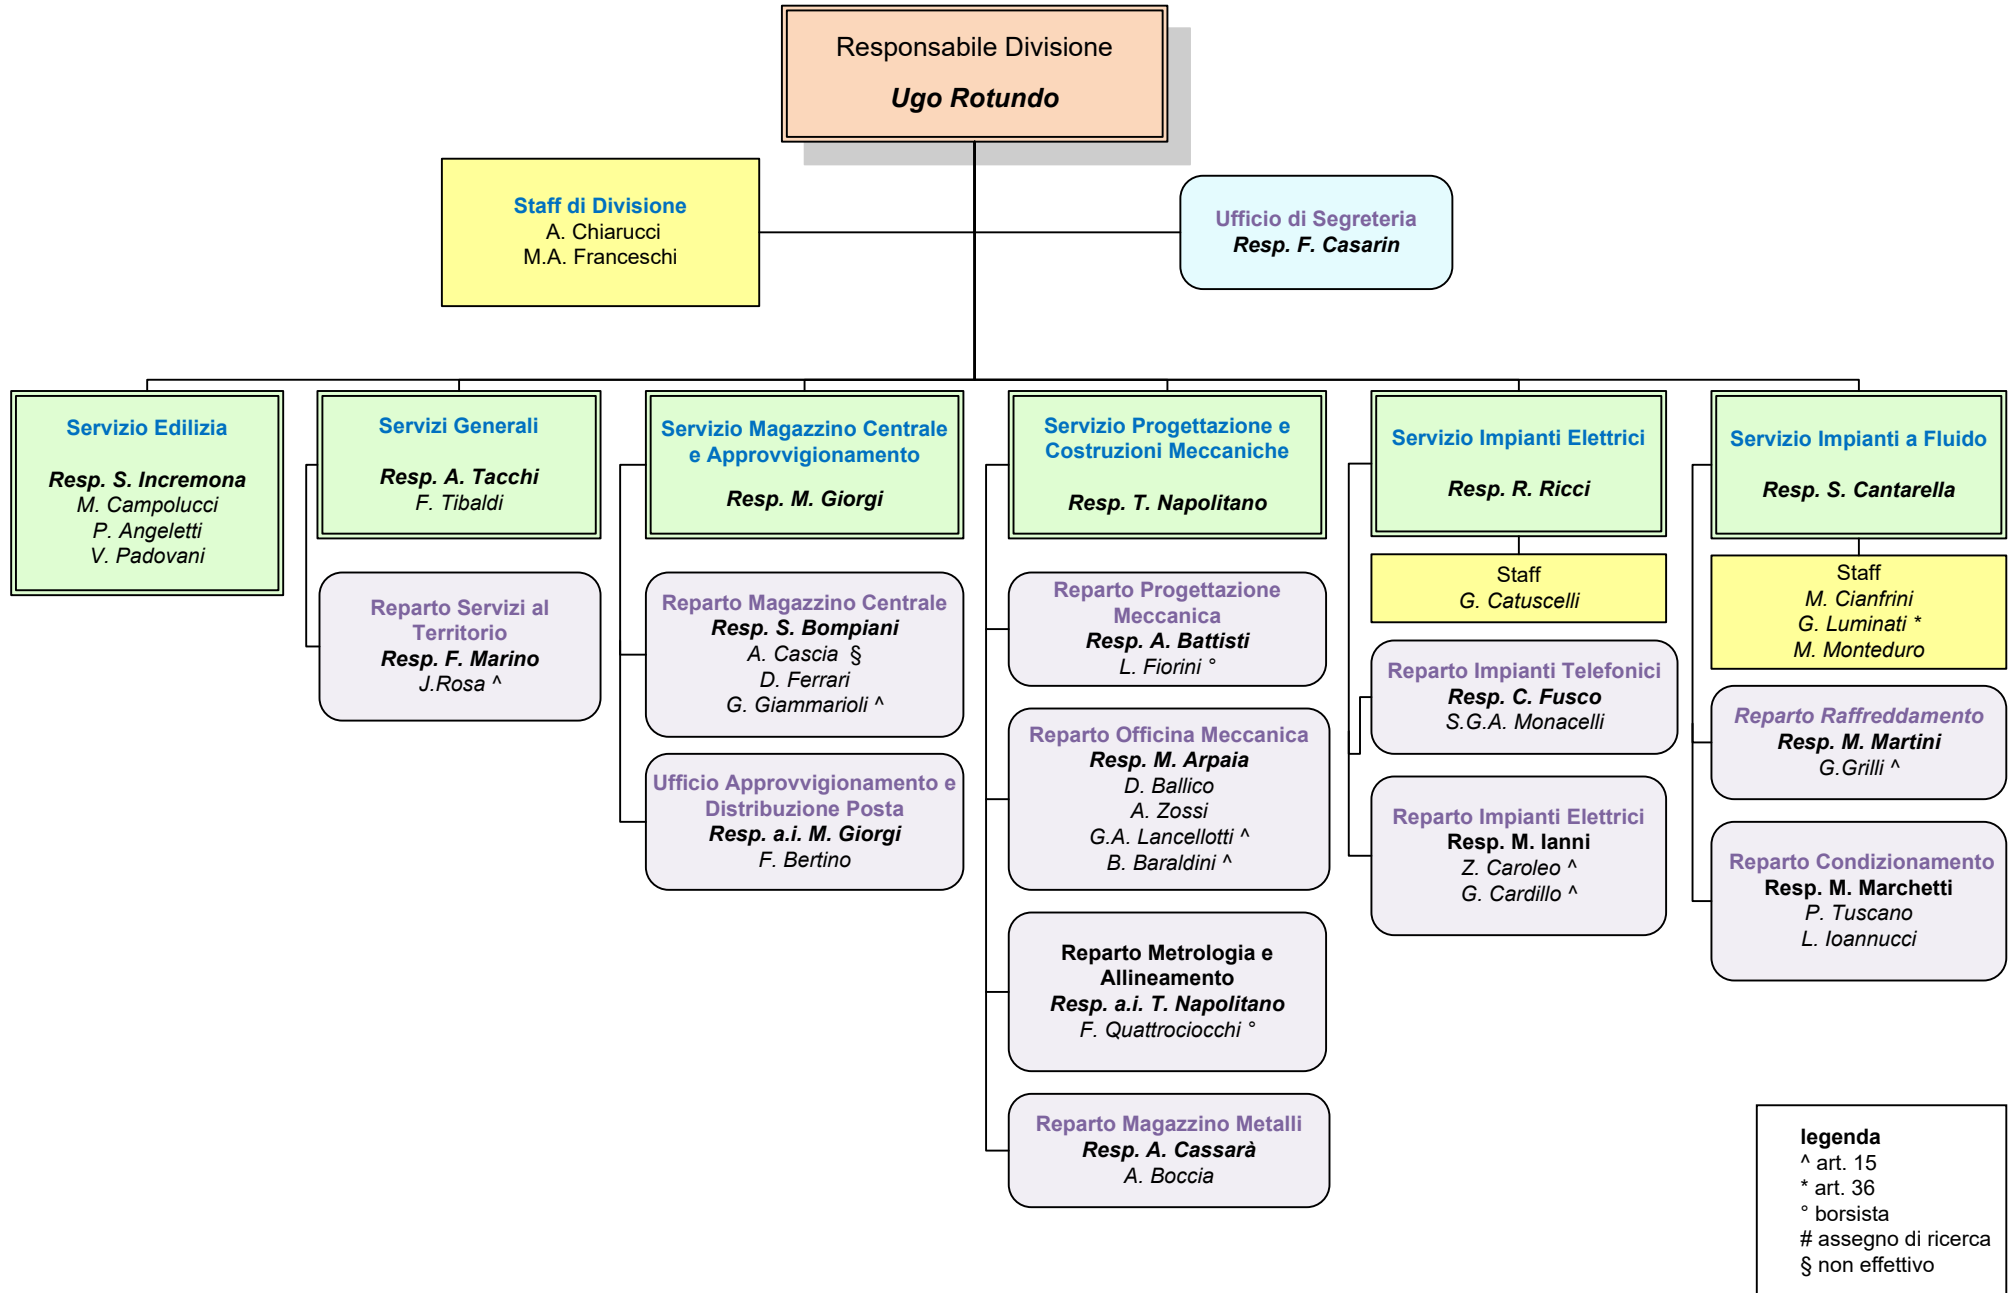 Responsabile Divisione
Ugo Rotundo
Staff di Divisione
A. Chiarucci
M.A. Franceschi
Ufficio di Segreteria
Resp. F. Casarin
Servizio Edilizia
Resp. S. Incremona
M. Campolucci
P. Angeletti
V. Padovani
Servizi Generali
Resp. A. Tacchi
F. Tibaldi
Reparto Servizi al
Territorio
Resp. F. Marino
J.Rosa ^
Servizio Magazzino Centrale
e Approvvigionamento
Resp. M. Giorgi
Reparto Magazzino Centrale
Resp. S. Bompiani
A. Cascia §
D. Ferrari
G. Giammarioli ^
Ufficio Approvvigionamento e
Distribuzione Posta
Resp. a.i. M. Giorgi
F. Bertino
Servizio Progettazione e
Costruzioni Meccaniche
Resp. T. Napolitano
Reparto Progettazione
Meccanica
Resp. A. Battisti
L. Fiorini °
Reparto Officina Meccanica
Resp. M. Arpaia
D. Ballico
A. Zossi
G.A. Lancellotti ^
B. Baraldini ^
Reparto Metrologia e
Allineamento
Resp. a.i. T. Napolitano
F. Quattrociocchi °
Reparto Magazzino Metalli
Resp. A. Cassarà
A. Boccia
Servizio Impianti Elettrici
Resp. R. Ricci
Staff
G. Catuscelli
Reparto Impianti Telefonici
Resp. C. Fusco
S.G.A. Monacelli
Reparto Impianti Elettrici
Resp. M. Ianni
Z. Caroleo ^
G. Cardillo ^
Servizio Impianti a Fluido
Resp. S. Cantarella
Staff
M. Cianfrini
G. Luminati *
M. Monteduro
Reparto Raffreddamento
Resp. M. Martini
G.Grilli ^
Reparto Condizionamento
Resp. M. Marchetti
P. Tuscano
L. Ioannucci
legenda
^ art. 15
* art. 36
° borsista
# assegno di ricerca
§ non effettivo